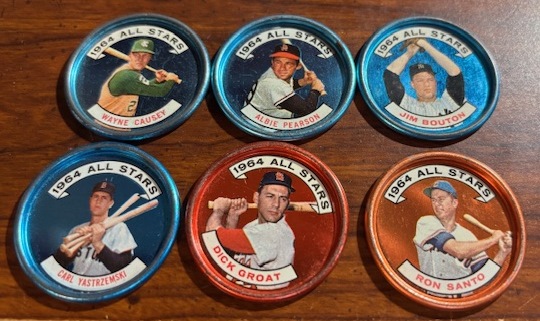 1964 ALL STARS
WAYNE CAUSEY
2
1964 ALL STARS
ALBIE PEARSON
1964 ALL STARS
JIM BOUTON
1964 ALL STARS
CARL YASTRZEMSKI
1964 ALL STARS
DICK GROAT
1964 ALL STARS
RON SANTO